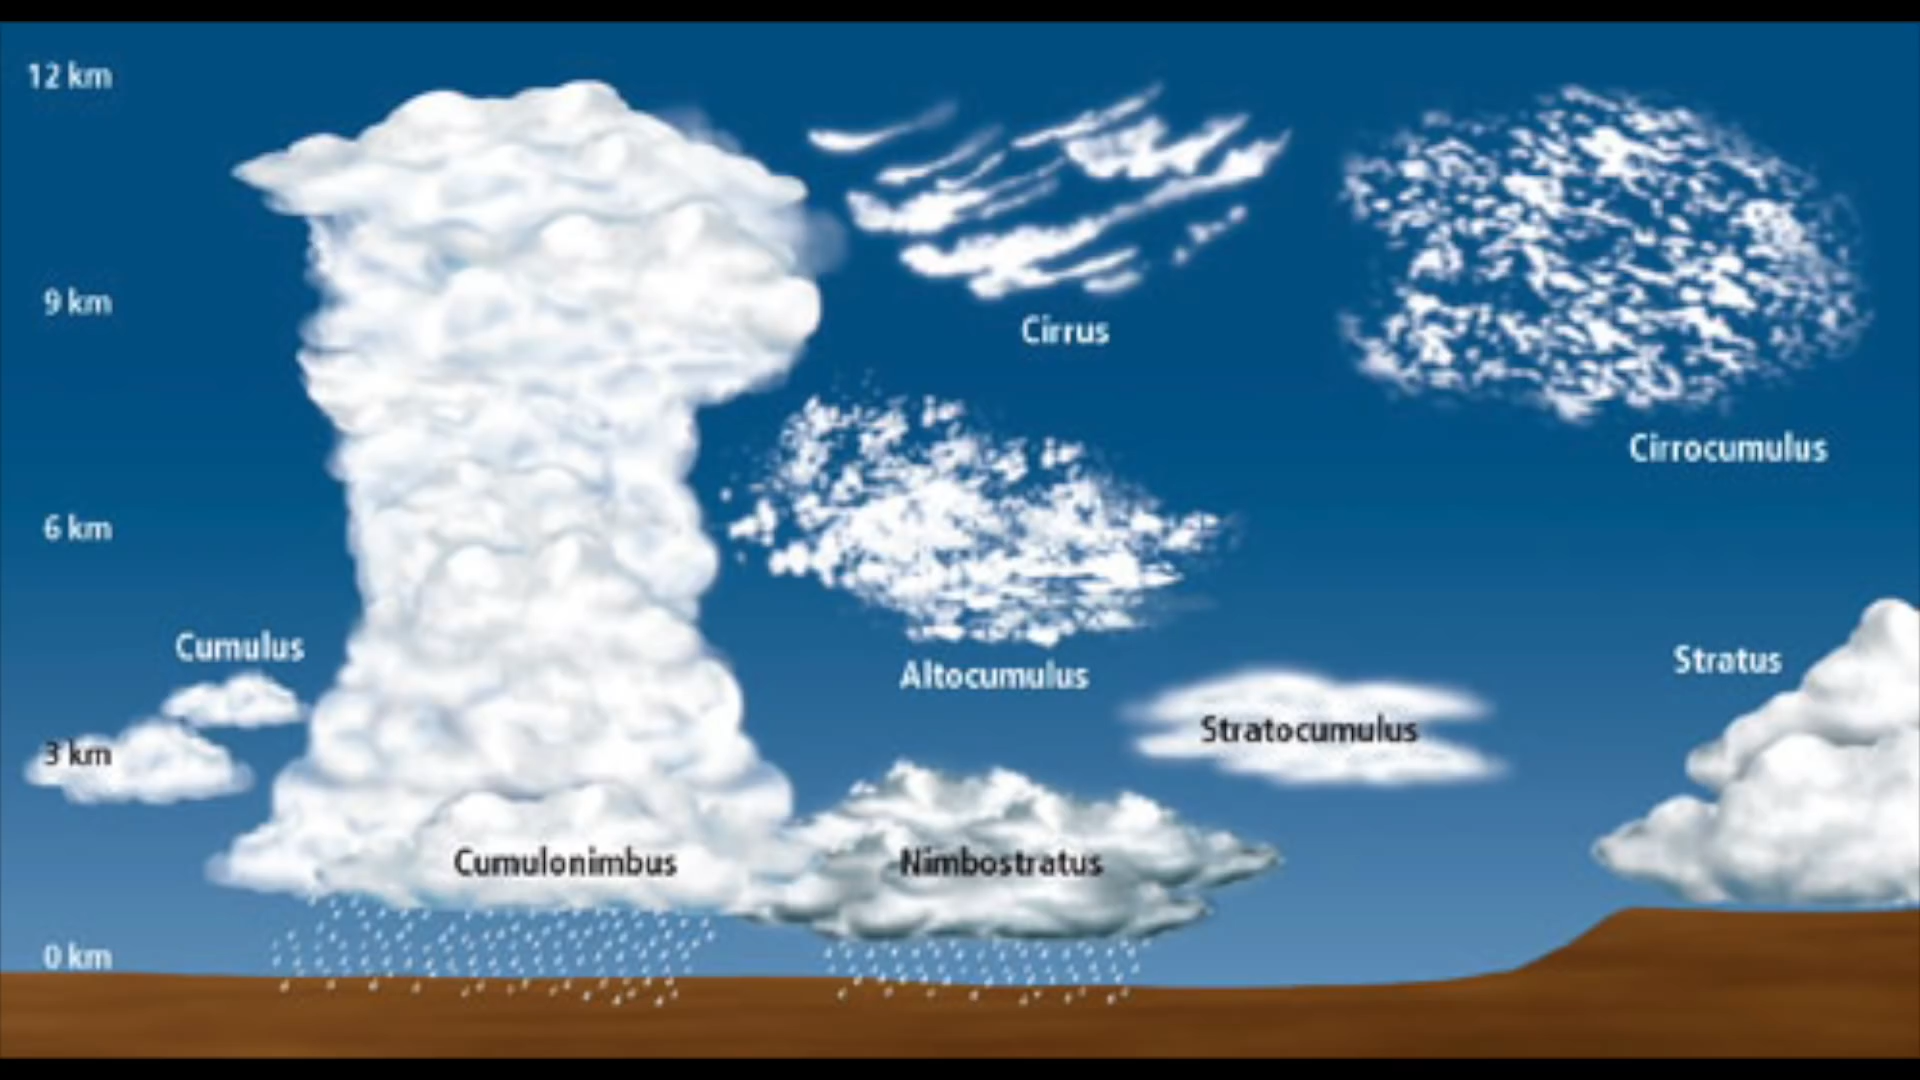 12 km
9 km
Cirrus
Cirrocumulus
6 km
Cumulus
Stratus
Altocumulus
Stratocumulus
3 km
Cumulonimbus
Nimbostratus
0 km